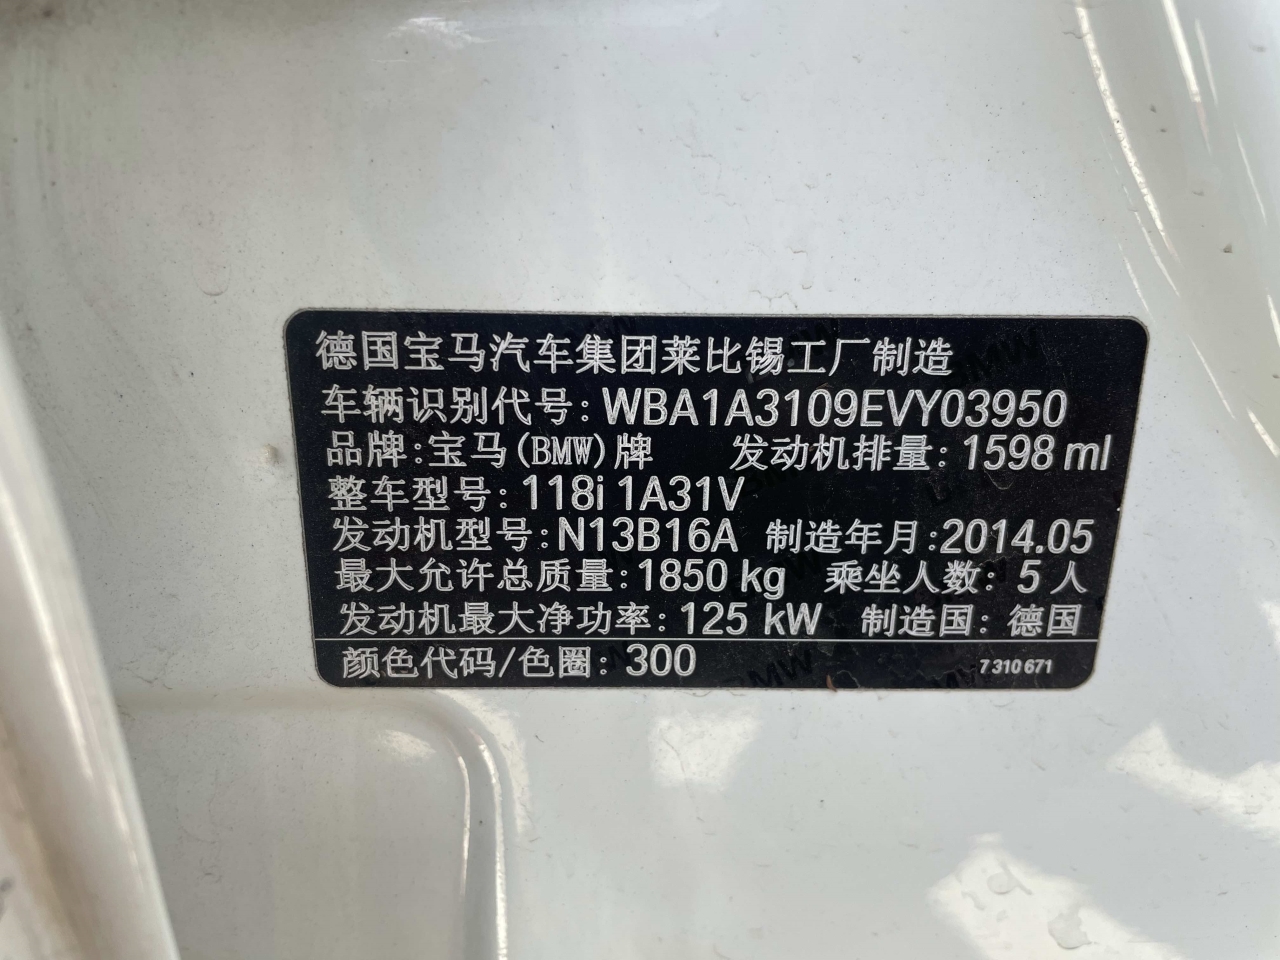 德国宝马汽车集团莱比锡工厂制造
车辆识别代号: WBA1A3109EVY03950
品牌:宝马(BMW)牌 发动机排量: 1598 ml
整车型号: 118i 1A31V
发动机型号: N13B16A 制造年月:2014.05
最大允许总质量: 1850 kg 乘坐人数: 5 人
发动机最大净功率: 125 kW 制造国: 德国
颜色代码/色圈: 300 7 310 671